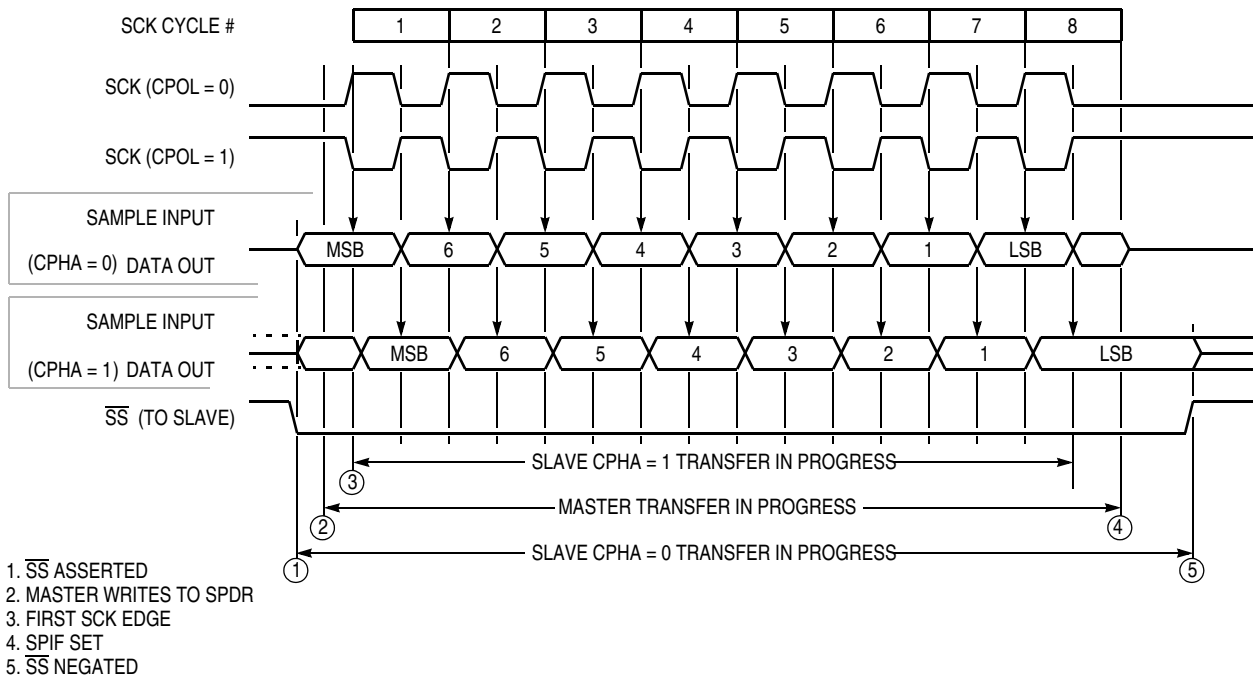 SCK CYCLE # 1 2 3 4 5 6 7 8
SCK (CPOL = 0)
SCK (CPOL = 1)
SAMPLE INPUT
MSB 6 5 4 3 2 1 LSB
(CPHA = 0) DATA OUT
SAMPLE INPUT
MSB 6 5 4 3 2 1 LSB
(CPHA = 1) DATA OUT
SS (TO SLAVE)
SLAVE CPHA = 1 TRANSFER IN PROGRESS
3
MASTER TRANSFER IN PROGRESS
2 4
SLAVE CPHA = 0 TRANSFER IN PROGRESS
1 5
1. SS ASSERTED
2. MASTER WRITES TO SPDR
3. FIRST SCK EDGE
4. SPIF SET
5. SS NEGATED